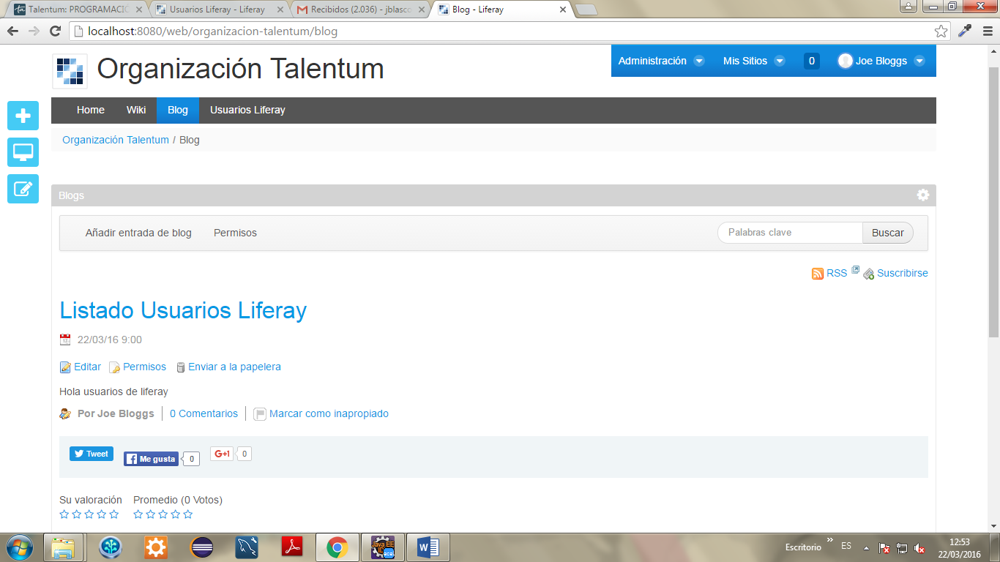 Talentum: PROGRAMACIÓ
Usuarios Liferay - Liferay
Recibidos (2.036) - jblasco
Blog - Liferay
localhost:8080/web/organizacion-talentum/blog
Organización Talentum
Administración
Mis Sitios
0
Joe Bloggs
Home
Wiki
Blog
Usuarios Liferay
Organización Talentum / Blog
Blogs
Añadir entrada de blog
Permisos
Palabras clave
Buscar
RSS
Suscribirse
Listado Usuarios Liferay
22/03/16 9:00
Editar
Permisos
Enviar a la papelera
Hola usuarios de liferay
Por Joe Bloggs
0 Comentarios
Marcar como inapropiado
Tweet
Me gusta
0
G+1
0
Su valoración
Promedio (0 Votos)
Java EE
Escritorio
ES
12:53
22/03/2016